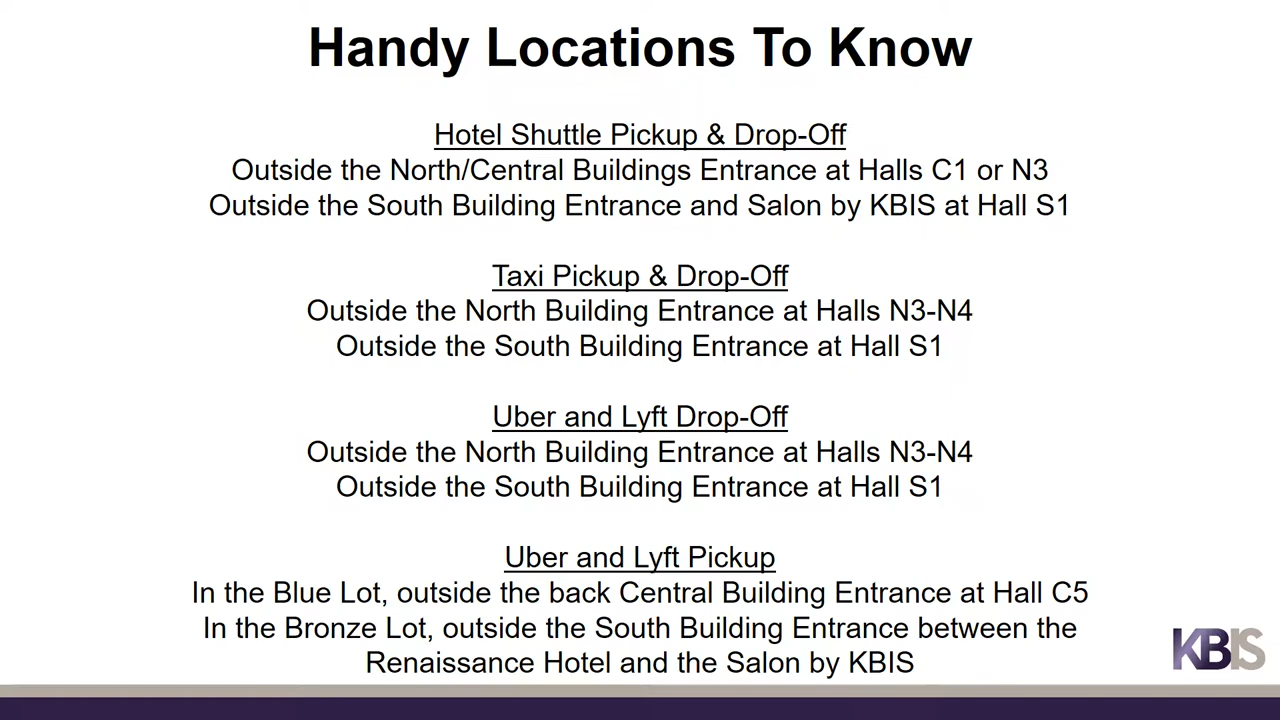 Handy Locations To Know
Hotel Shuttle Pickup & Drop-Off
Outside the North/Central Buildings Entrance at Halls C1 or N3
Outside the South Building Entrance and Salon by KBIS at Hall S1
Taxi Pickup & Drop-Off
Outside the North Building Entrance at Halls N3-N4
Outside the South Building Entrance at Hall S1
Uber and Lyft Drop-Off
Outside the North Building Entrance at Halls N3-N4
Outside the South Building Entrance at Hall S1
Uber and Lyft Pickup
In the Blue Lot, outside the back Central Building Entrance at Hall C5
In the Bronze Lot, outside the South Building Entrance between the
Renaissance Hotel and the Salon by KBIS
KBIS